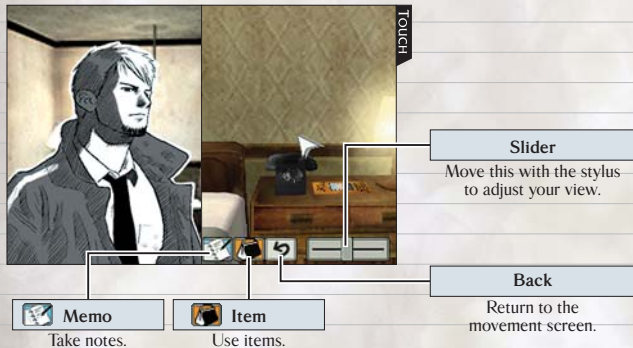 TOUCH
Slider
Move this with the stylus
to adjust your view.
Back
Return to the
movement screen.
Memo
Take notes.
Item
Use items.